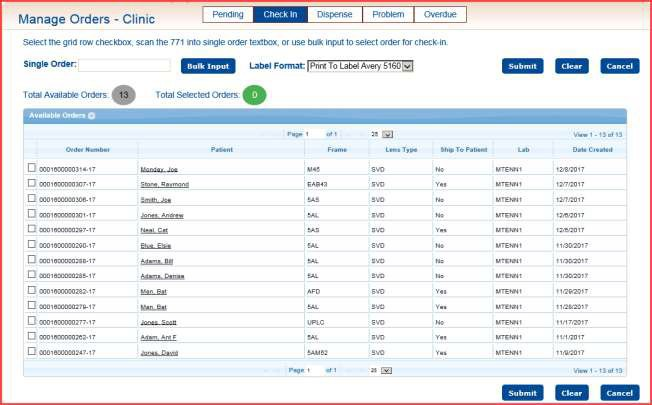 Manage Orders - Clinic
Pending Check In Dispense Problem Overdue
Select the grid row checkbox, scan the 771 into single order textbox, or use bulk input to select order for check-in.
Single Order: Bulk Input Label Format: Print To Label Avery 5160 Submit Clear Cancel
Total Available Orders: 13 Total Selected Orders: 0
Available Orders
Page 1 of 1 25 View 1 - 13 of 13
Order Number Patient Frame Lens Type Ship To Patient Lab Date Created
0001600000314-17 Monday, Joe M45 SVD No MTENN1 12/8/2017
0001600000307-17 Stone, Raymond EAB43 SVD Yes MTENN1 12/7/2017
0001600000306-17 Smith, Joe 5AS SVD No MTENN1 12/7/2017
0001600000301-17 Jones, Andrew 5AL SVD No MTENN1 12/6/2017
0001600000297-17 Neal, Cat 5AS SVD Yes MTENN1 12/6/2017
0001600000290-17 Blue, Elsie 5AL SVD No MTENN1 11/30/2017
0001600000288-17 Adams, Bill 5AL SVD No MTENN1 11/30/2017
0001600000285-17 Adams, Denise 5AL SVD No MTENN1 11/30/2017
0001600000282-17 Man, Bat AFD SVD Yes MTENN1 11/29/2017
0001600000279-17 Man, Bat 5AL SVD Yes MTENN1 11/28/2017
0001600000277-17 Jones, Scott UPLC SVD No MTENN1 11/17/2017
0001600000262-17 Adam, Ant F 5AL SVD Yes MTENN1 11/1/2017
0001600000247-17 Jones, David 5AM52 SVD Yes MTENN1 11/9/2017
Page 1 of 1 25 View 1 - 13 of 13
Submit Clear Cancel